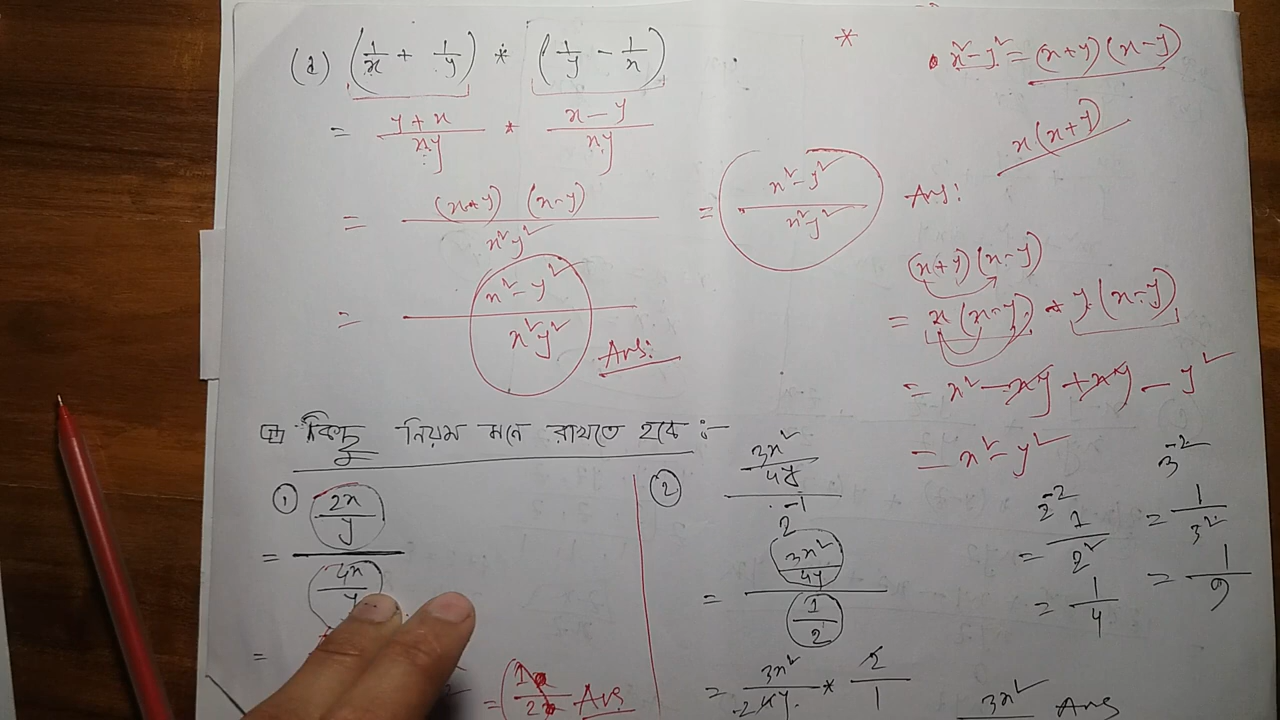 (d) (1/x + 1/y) * (1/y - 1/x)
= y+x/xy * x-y/xy
= (x+y) (x-y)/x²y² = x²-y²/x²y² Ans:
= x²-y²/x²y² Ans:
*
• x²-y² = (x+y)(x-y)
x(x+y)
(x+y)(x-y)
= x(x-y) + y(x-y)
= x² - xy + xy - y²
= x² - y²
কিছু নিয়ম মনে রাখতে হবে :-
① 2x/y
= 4x/y
=
= Ans
② 3x²/4y
2⁻¹
= 3x²/4y / 1/2
= 3x²/4y * 2/1
3x² Ans
2⁻²
= 1/2²
= 1/4
3⁻²
= 1/3²
= 1/9